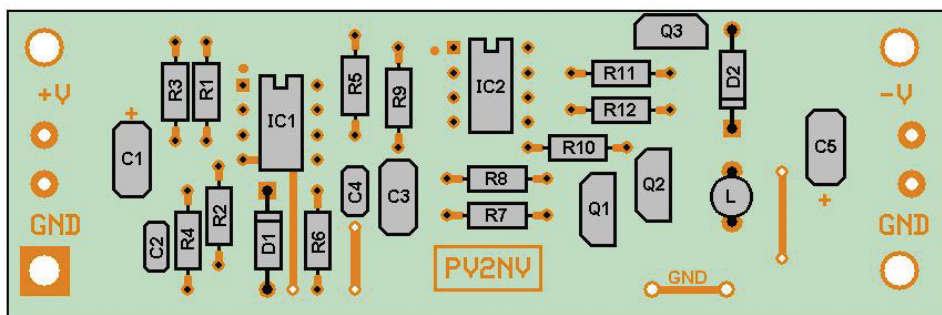 +V
GND
+
C1
C2
R3
R1
R4
R2
IC1
D1
R6
R5
C4
R9
C3
IC2
R8
R7
PV2NV
R11
R12
R10
Q1
Q2
Q3
D2
L
GND
C5
+
-V
GND